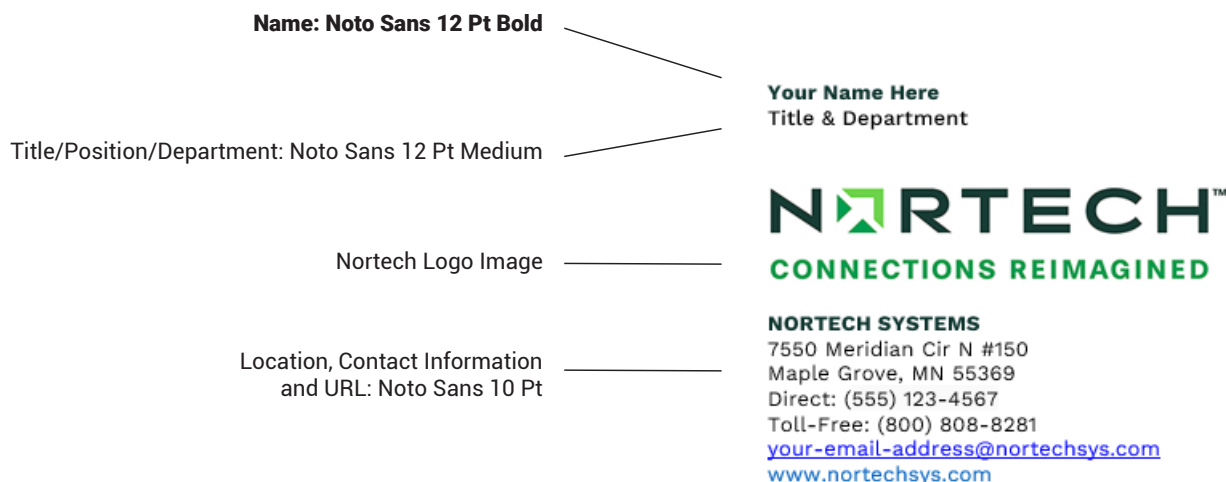 Name: Noto Sans 12 Pt Bold
Title/Position/Department: Noto Sans 12 Pt Medium
Nortech Logo Image
Location, Contact Information
and URL: Noto Sans 10 Pt
Your Name Here
Title & Department
NORTECH™
CONNECTIONS REIMAGINED
NORTECH SYSTEMS
7550 Meridian Cir N #150
Maple Grove, MN 55369
Direct: (555) 123-4567
Toll-Free: (800) 808-8281
your-email-address@nortechsys.com
www.nortechsys.com